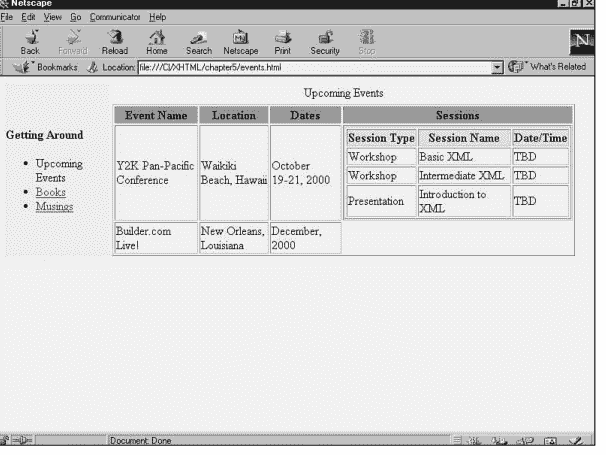 Netscape
File Edit View Go Communicator Help
Back Forward Reload Home Search Netscape Print Security Stop
N
Bookmarks Location: file:///C|/XHTML/chapter5/events.html What's Related
Upcoming Events
Getting Around
Upcoming
Events
Books
Musings
Event Name Location Dates Sessions
Session Type Session Name Date/Time
Workshop Basic XML TBD
Workshop Intermediate XML TBD
Presentation Introduction to
XML TBD
Y2K Pan-Pacific
Conference
Waikiki
Beach, Hawaii
October
19-21, 2000
Builder.com
Live!
New Orleans,
Louisiana
December,
2000
Document: Done